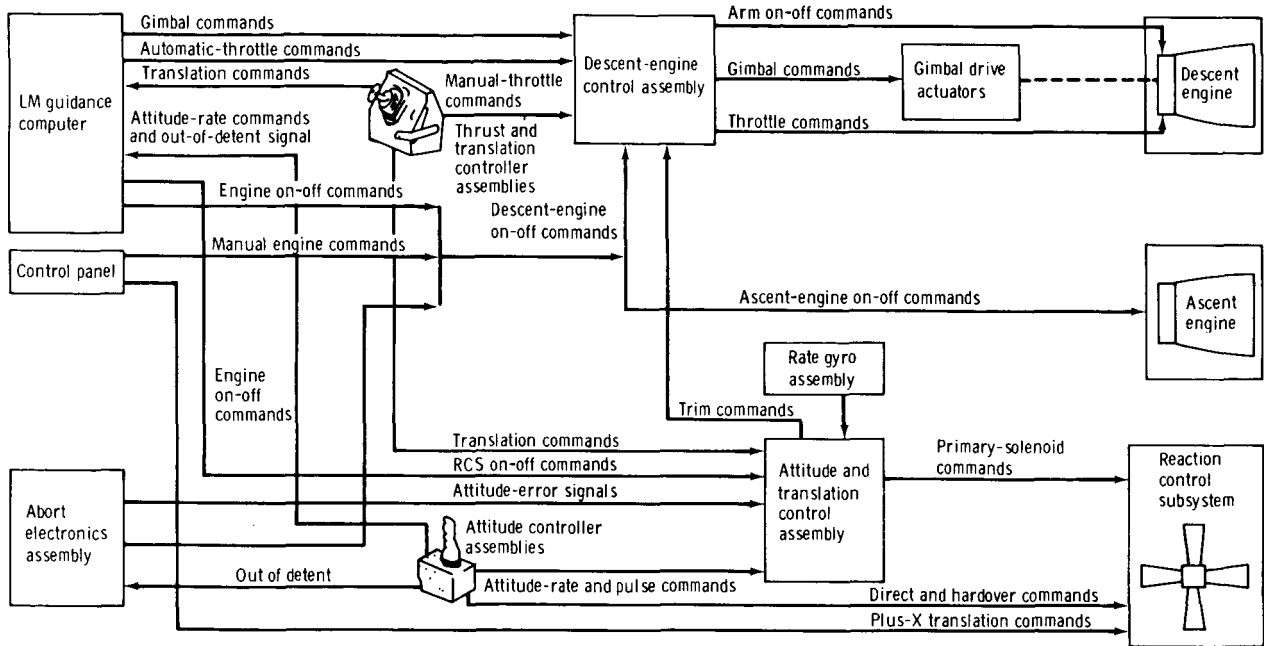 Gimbal commands
Automatic-throttle commands
Translation commands
LM guidance
computer
Attitude-rate commands
and out-of-detent signal
Manual-throttle
commands
Thrust and
translation
controller
assemblies
Descent-engine
control assembly
Arm on-off commands
Gimbal commands
Gimbal drive
actuators
Descent
engine
Throttle commands
Engine on-off commands
Descent-engine
on-off commands
Manual engine commands
Control panel
Ascent-engine on-off commands
Ascent
engine
Rate gyro
assembly
Engine
on-off
commands
Trim commands
Translation commands
RCS on-off commands
Attitude-error signals
Attitude and
translation
control
assembly
Primary-solenoid
commands
Reaction
control
subsystem
Abort
electronics
assembly
Attitude controller
assemblies
Out of detent
Attitude-rate and pulse commands
Direct and hardover commands
Plus-X translation commands